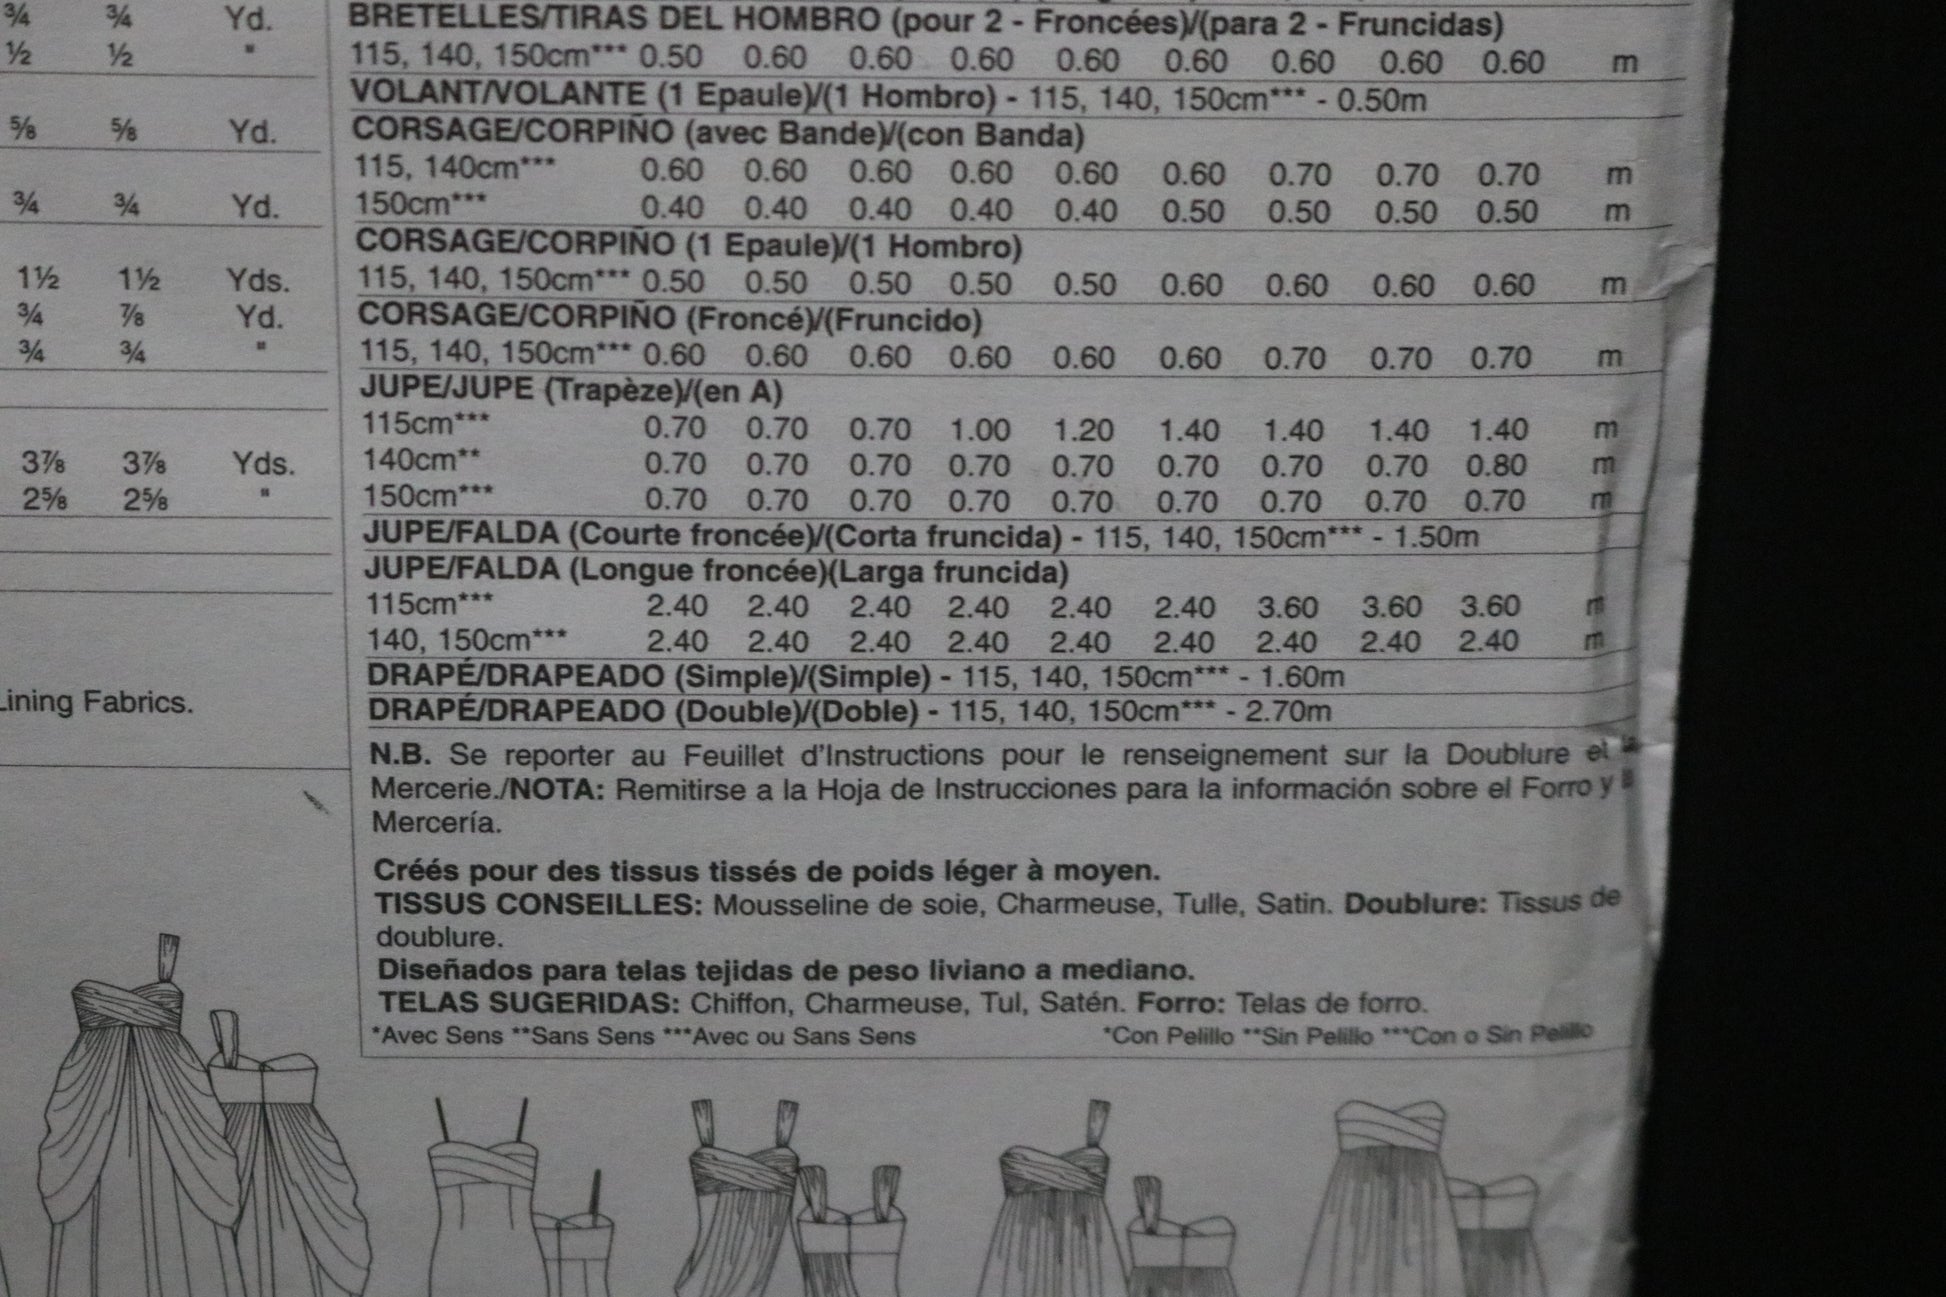 ¾ ¾ Yd.
½ ½ "
⅝ ⅝ Yd.
¾ ¾ Yd.
1½ 1½ Yds.
¾ ⅞ Yd.
¾ ¾ "
3⅞ 3⅞ Yds.
2⅝ 2⅝ "
Lining Fabrics.
BRETELLES/TIRAS DEL HOMBRO (pour 2 - Froncées)/(para 2 - Fruncidas)
115, 140, 150cm*** 0.50 0.60 0.60 0.60 0.60 0.60 0.60 0.60 0.60 m
VOLANT/VOLANTE (1 Epaule)/(1 Hombro) - 115, 140, 150cm*** - 0.50m
CORSAGE/CORPIÑO (avec Bande)/(con Banda)
115, 140cm*** 0.60 0.60 0.60 0.60 0.60 0.60 0.70 0.70 0.70 m
150cm*** 0.40 0.40 0.40 0.40 0.40 0.50 0.50 0.50 0.50 m
CORSAGE/CORPIÑO (1 Epaule)/(1 Hombro)
115, 140, 150cm*** 0.50 0.50 0.50 0.50 0.50 0.60 0.60 0.60 0.60 m
CORSAGE/CORPIÑO (Froncé)/(Fruncido)
115, 140, 150cm*** 0.60 0.60 0.60 0.60 0.60 0.60 0.70 0.70 0.70 m
JUPE/JUPE (Trapèze)/(en A)
115cm*** 0.70 0.70 0.70 1.00 1.20 1.40 1.40 1.40 1.40 m
140cm** 0.70 0.70 0.70 0.70 0.70 0.70 0.70 0.70 0.80 m
150cm*** 0.70 0.70 0.70 0.70 0.70 0.70 0.70 0.70 0.70 m
JUPE/FALDA (Courte froncée)/(Corta fruncida) - 115, 140, 150cm*** - 1.50m
JUPE/FALDA (Longue froncée)(Larga fruncida)
115cm*** 2.40 2.40 2.40 2.40 2.40 2.40 3.60 3.60 3.60 m
140, 150cm*** 2.40 2.40 2.40 2.40 2.40 2.40 2.40 2.40 2.40 m
DRAPÉ/DRAPEADO (Simple)/(Simple) - 115, 140, 150cm*** - 1.60m
DRAPÉ/DRAPEADO (Double)/(Doble) - 115, 140, 150cm*** - 2.70m
N.B. Se reporter au Feuillet d'Instructions pour le renseignement sur la Doublure et la
Mercerie./NOTA: Remitirse a la Hoja de Instrucciones para la información sobre el Forro y
Mercería.
Créés pour des tissus tissés de poids léger à moyen.
TISSUS CONSEILLES: Mousseline de soie, Charmeuse, Tulle, Satin. Doublure: Tissus de
doublure.
Diseñados para telas tejidas de peso liviano a mediano.
TELAS SUGERIDAS: Chiffon, Charmeuse, Tul, Satén. Forro: Telas de forro.
*Avec Sens **Sans Sens ***Avec ou Sans Sens *Con Pelillo **Sin Pelillo ***Con o Sin Pelillo